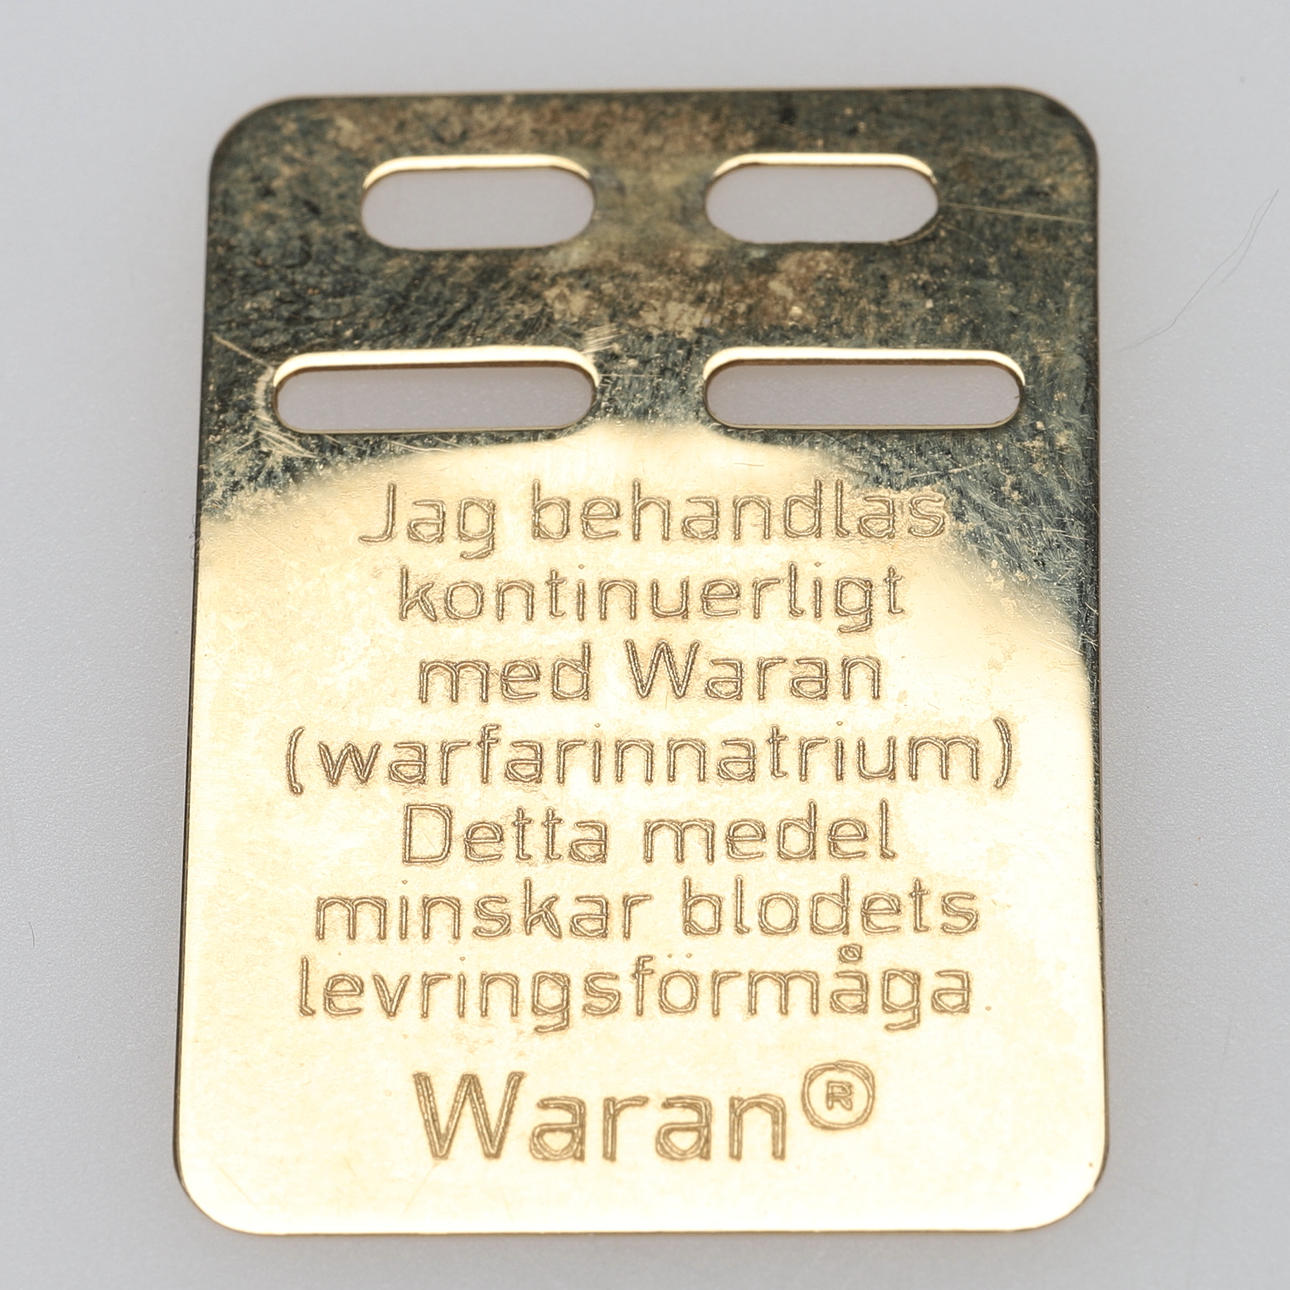 Jag behandlas
kontinuerligt
med Waran
(warfarinnatrium)
Detta medel
minskar blodets
levringsförmåga.
Waran®